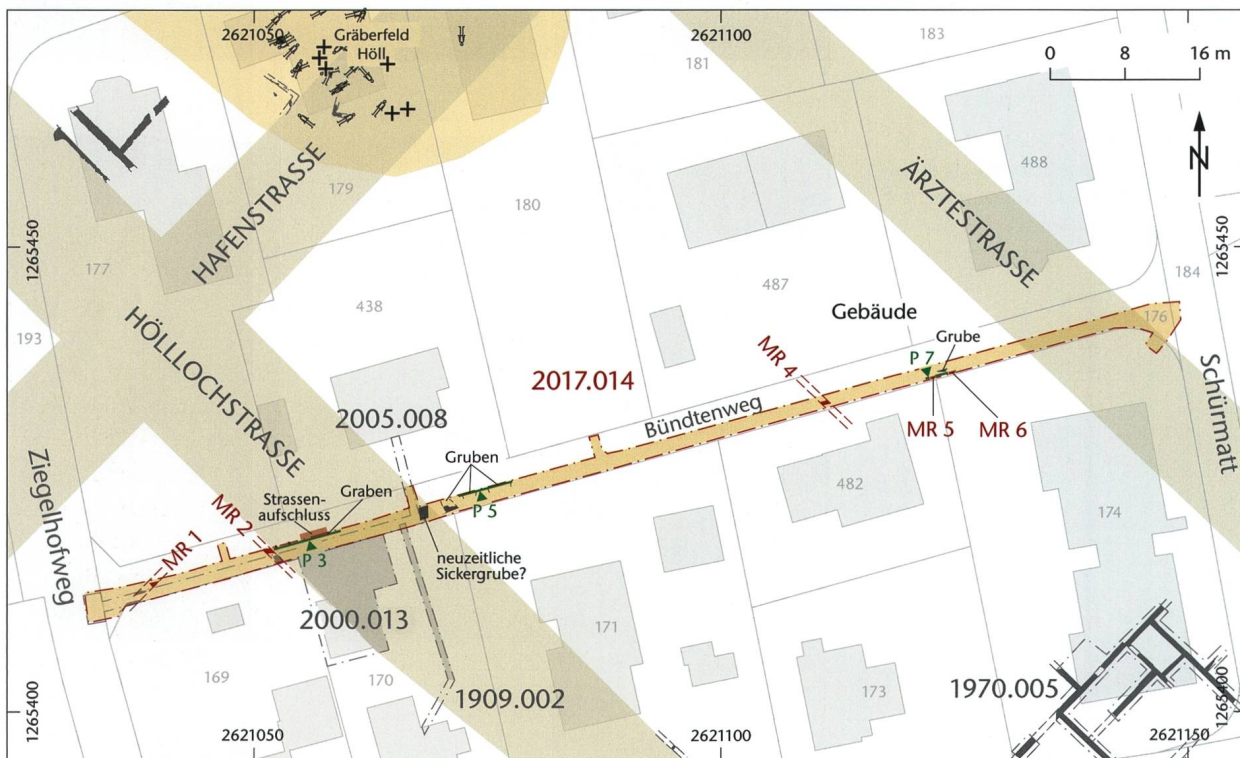 2621050
Gräberfeld
Höll
2621100
183
181
0 8 16 m
N
488
ÄRZTESTRASSE
HAFENSTRASSE
179
180
1265450
177
1265450
184
487
438
HÖLLLOCHSTRASSE
193
Gebäude
176
Grube
P 7
MR 4
2017.014
Bündtenweg
MR 5
MR 6
Schürmatt
2005.008
Gruben
482
Ziegelhofweg
Strassen-
aufschluss
Graben
P 5
174
MR 2
MR 1
P 3
neuzeitliche
Sickergrube?
2000.013
171
169
170
1909.002
173
1970.005
1265400
1265400
2621050
2621100
2621150